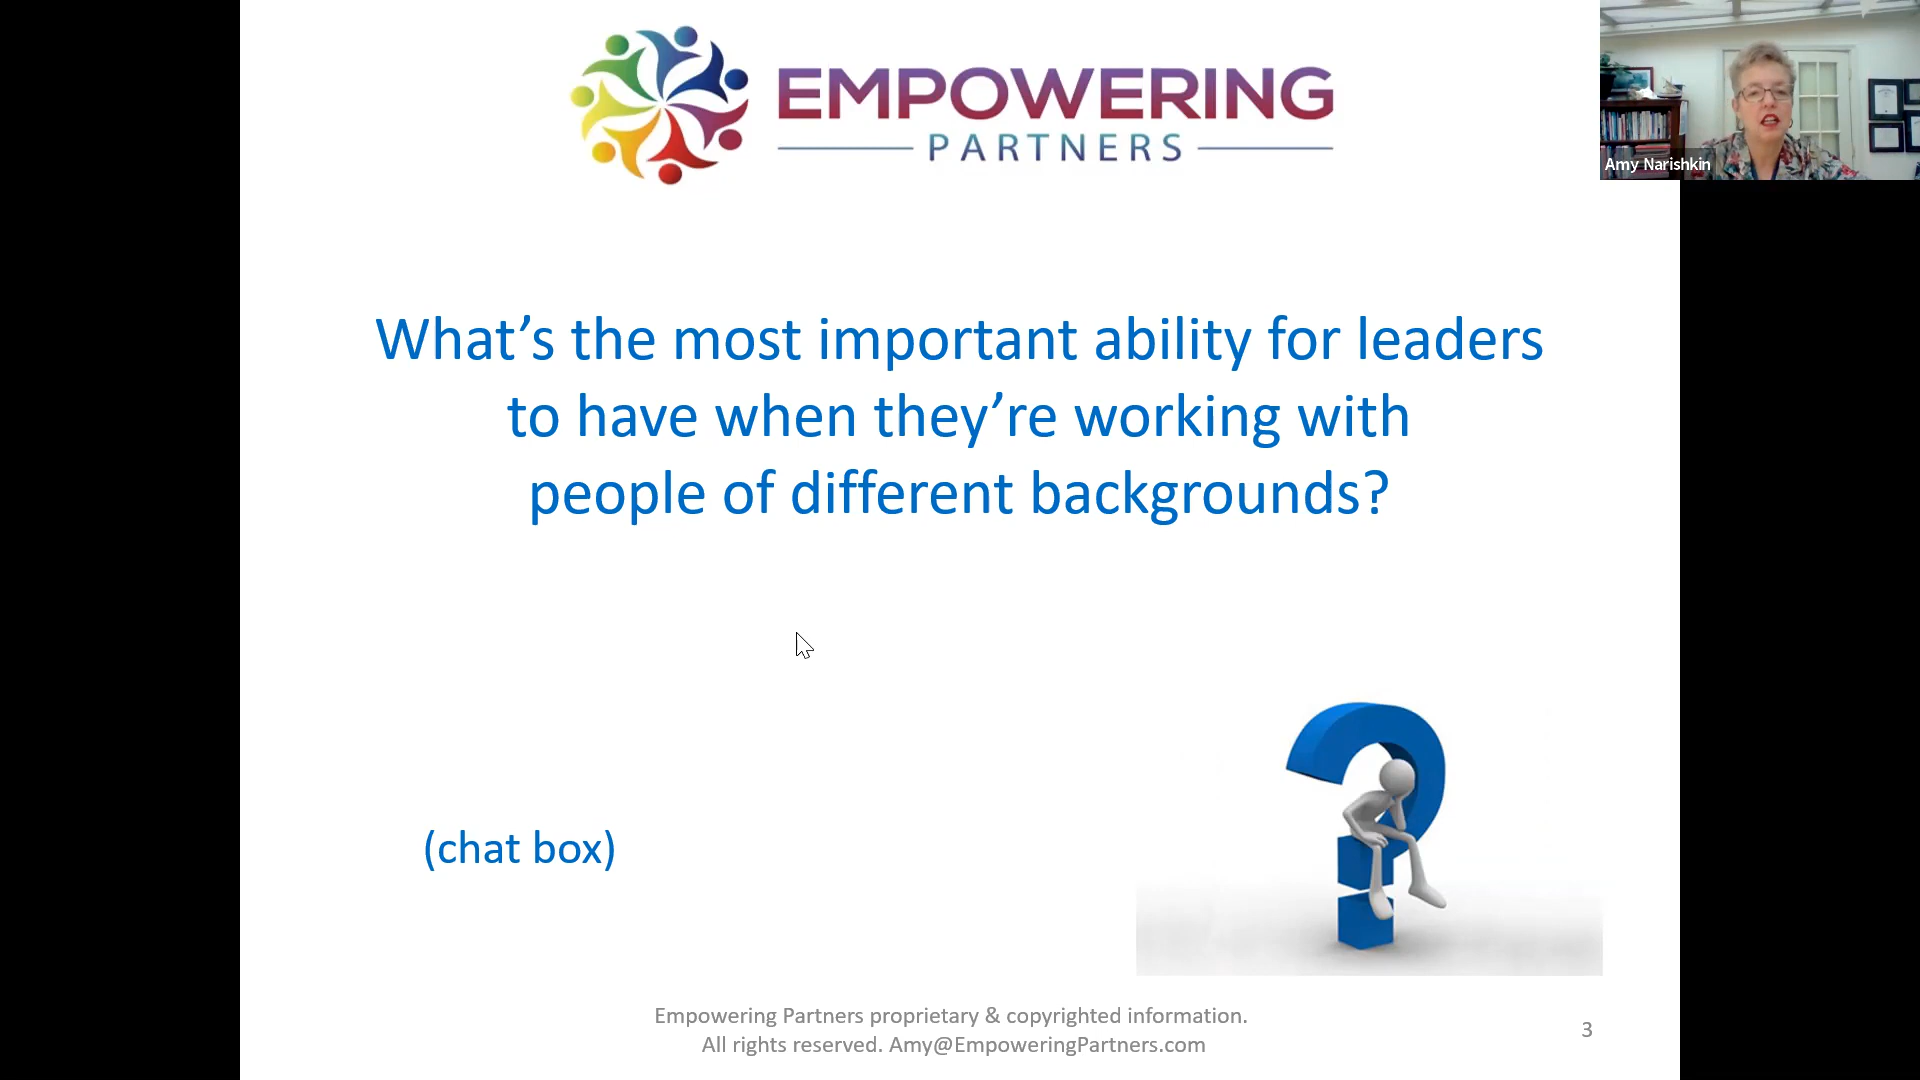 EMPOWERING
PARTNERS
Amy Narishkin
What’s the most important ability for leaders
to have when they’re working with
people of different backgrounds?
(chat box)
Empowering Partners proprietary & copyrighted information.
All rights reserved. Amy@EmpoweringPartners.com
3